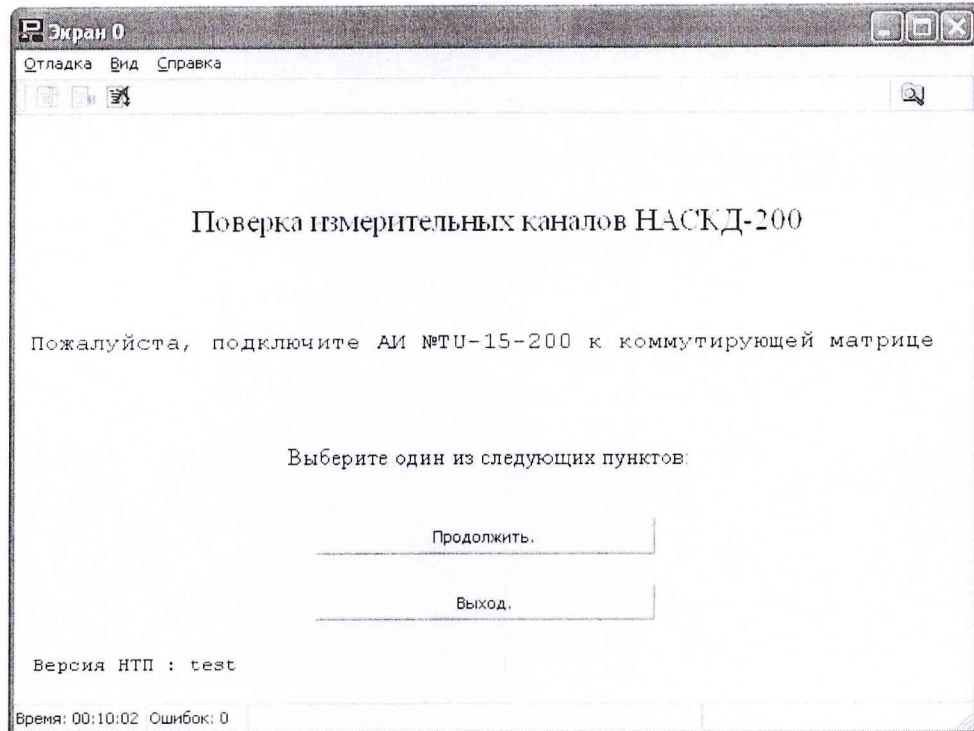 Экран 0
Отладка Вид Справка
Поверка измерительных каналов НАСКД-200
Пожалуйста, подключите АИ №TU-15-200 к коммутирующей матрице
Выберите один из следующих пунктов:
Продолжить.
Выход.
Версия НТП : test
Время: 00:10:02 Ошибок: 0